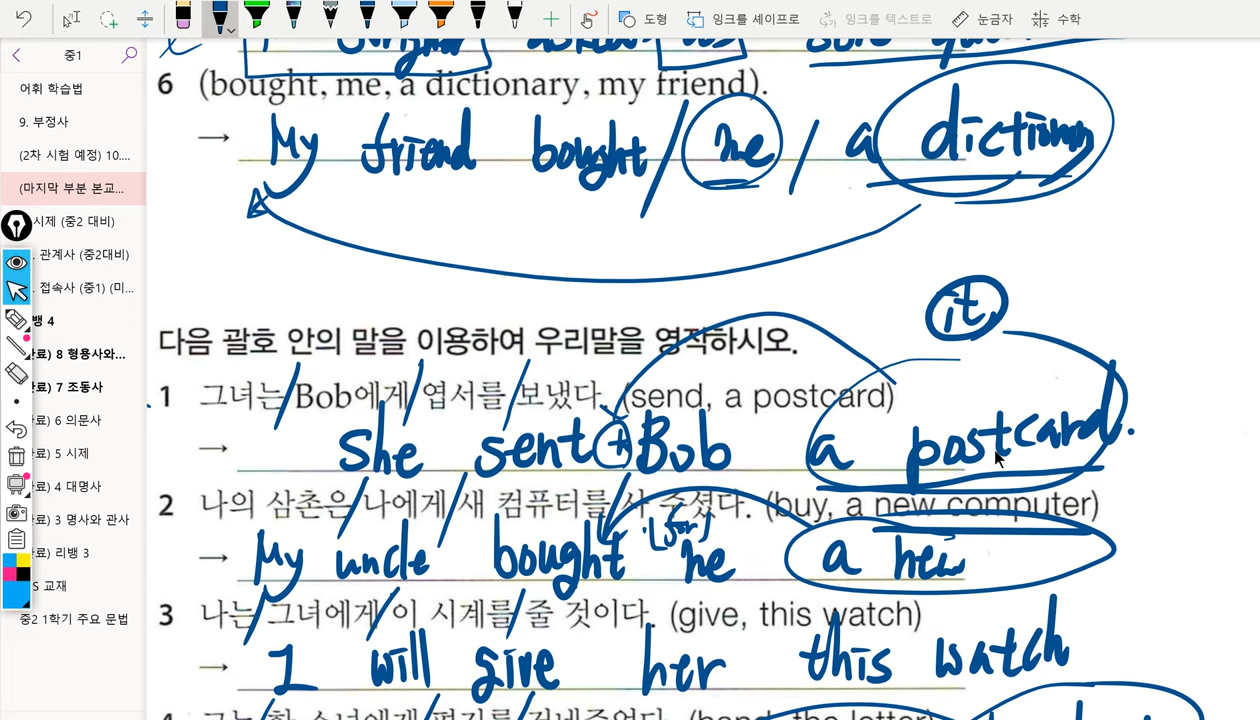 도형 잉크를 셰이프로 잉크를 텍스트로 눈금자 수학
중1
어휘 학습법
9. 부정사
(2차 시험 예정) 10....
(마지막 부분 본교...
시제 (중2 대비)
. 관계사 (중2대비)
. 접속사 (중1) (미...
뱅 4
료) 8 형용사와...
료) 7 조동사
료) 6 의문사
료) 5 시제
료) 4 대명사
료) 3 명사와 관사
료) 리뱅 3
S 교재
중2 1학기 주요 문법
6 (bought, me, a dictionary, my friend).
→ My friend bought / me / a dictionary
it
다음 괄호 안의 말을 이용하여 우리말을 영작하시오.
1 그녀는/Bob에게/엽서를/보냈다. (send, a postcard)
→ She sent + Bob a postcard.
2 나의 삼촌은/나에게/새 컴퓨터를/사 주셨다. (buy, a new computer)
(for)
→ My uncle bought me a new
3 나는/그녀에게/이 시계를/줄 것이다. (give, this watch)
→ I will give her this watch